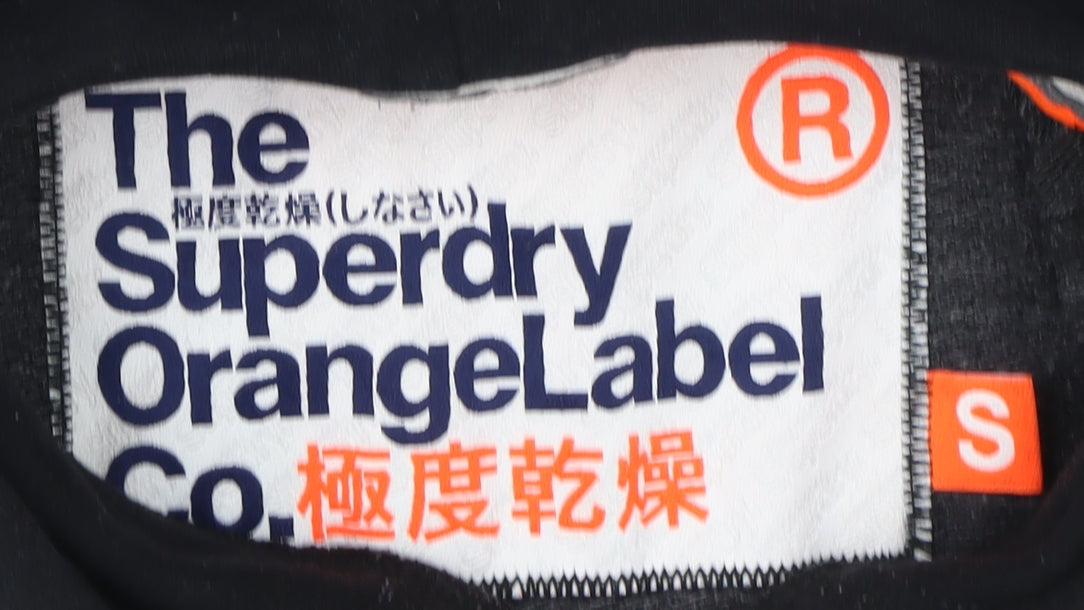 The
®
極度乾燥(しなさい)
Superdry
OrangeLabel
S
Co.極度乾燥